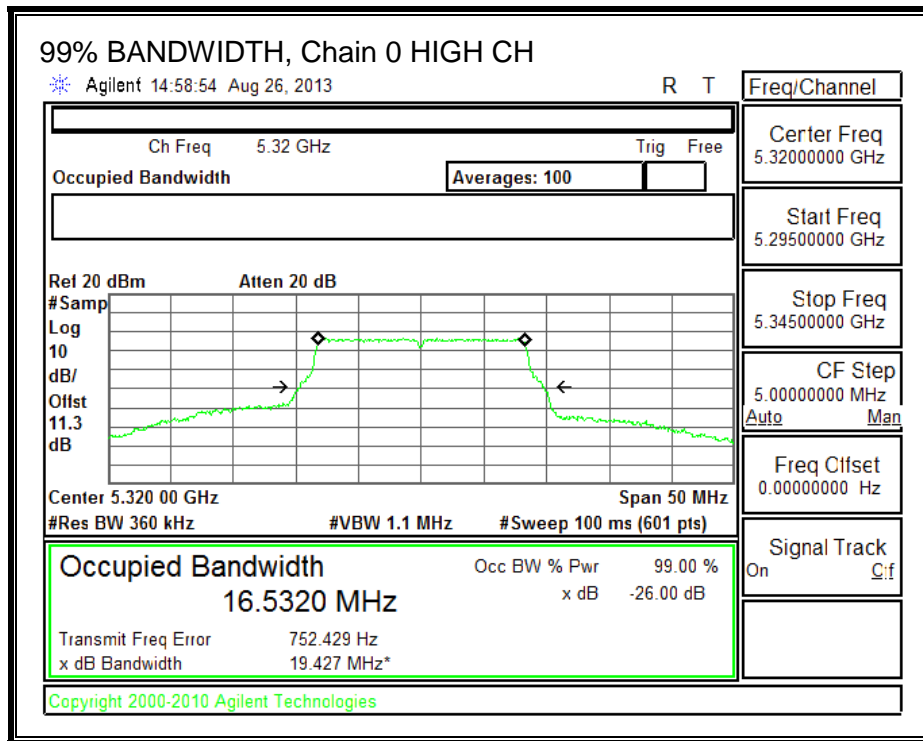 99% BANDWIDTH, Chain 0 HIGH CH
Agilent 14:58:54 Aug 26, 2013 R T
Freq/Channel
Ch Freq 5.32 GHz Trig Free
Occupied Bandwidth Averages: 100
Center Freq
5.32000000 GHz
Start Freq
5.29500000 GHz
Stop Freq
5.34500000 GHz
CF Step
5.00000000 MHz
Auto Man
Freq Offset
0.00000000 Hz
Signal Track
On Off
Ref 20 dBm Atten 20 dB
#Samp
Log
10
dB/
Offst
11.3
dB
Center 5.320 00 GHz Span 50 MHz
#Res BW 360 kHz #VBW 1.1 MHz #Sweep 100 ms (601 pts)
Occupied Bandwidth
16.5320 MHz
Occ BW % Pwr 99.00 %
x dB -26.00 dB
Transmit Freq Error 752.429 Hz
x dB Bandwidth 19.427 MHz*
Copyright 2000-2010 Agilent Technologies